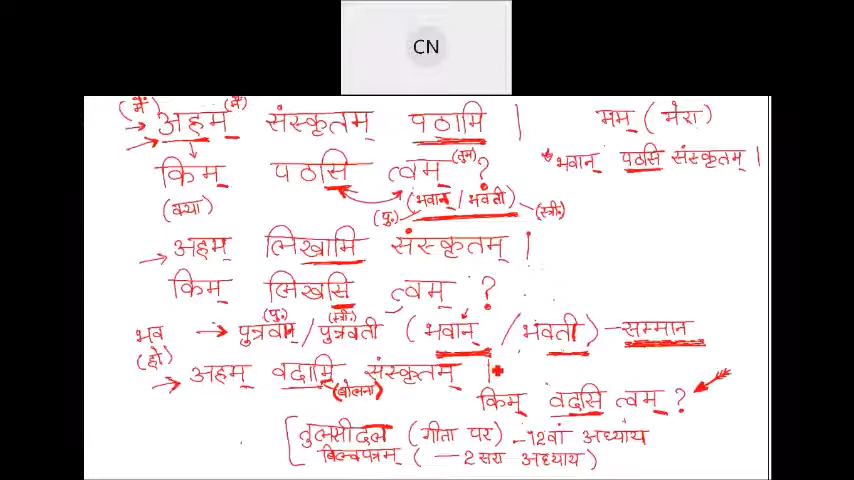 CN
(मैं) (मैं)
अहम् संस्कृतम् पठामि | मम् (मेरा)
किम् पठसि त्वम् (तुम) ? भवान् पठसि संस्कृतम् |
(क्या) (पु.) (भवान्/भवती) (स्त्री.)
अहम् लिखामि संस्कृतम् |
किम् लिखसि त्वम् ?
(पु.) (स्त्री.)
भव → पुत्रवान्/पुत्रवती (भवान्/भवती) – सम्मान
(हो)
अहम् वदामि संस्कृतम् |
(बोलना)
किम् वदसि त्वम् ?
तुलसीदल (गीता पर) – 12वां अध्याय
बिल्वपत्रम् ( — 2सरा अध्याय)